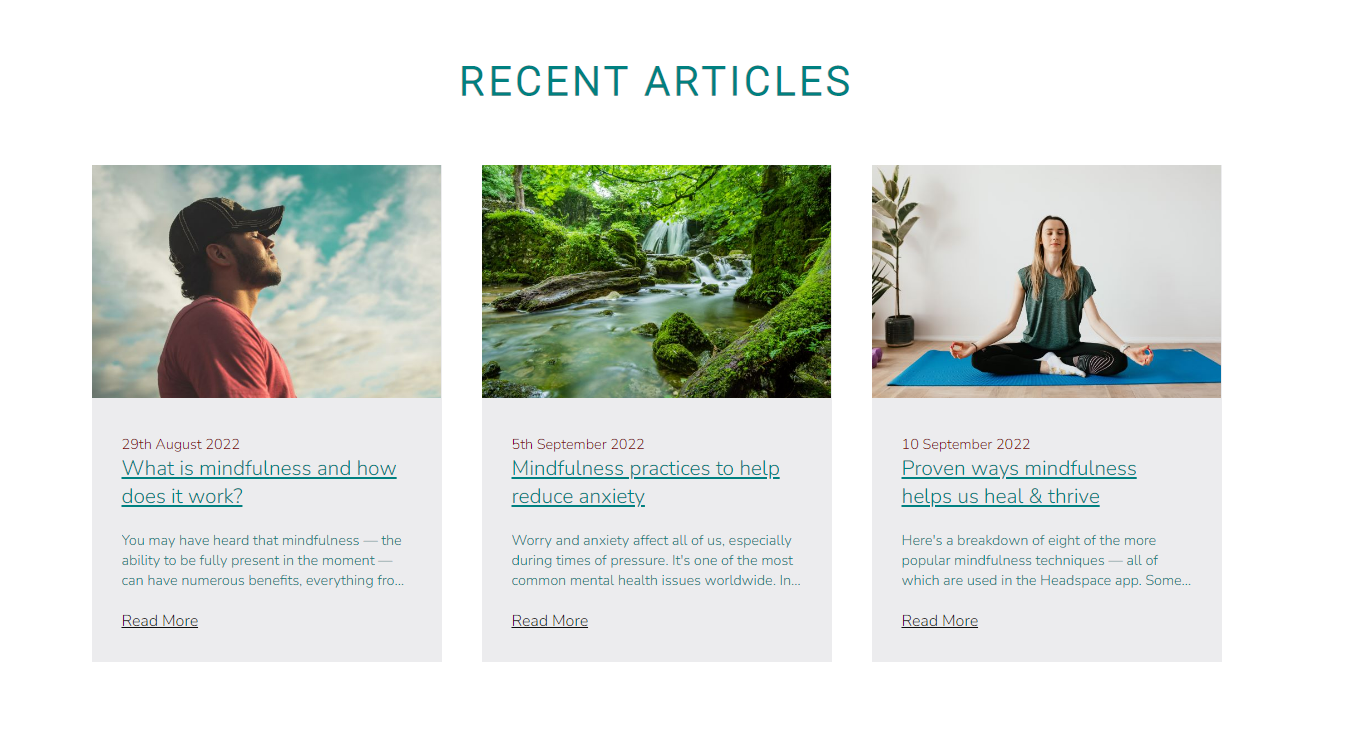 RECENT ARTICLES
29th August 2022
What is mindfulness and how
does it work?
You may have heard that mindfulness — the
ability to be fully present in the moment —
can have numerous benefits, everything fro...
Read More
5th September 2022
Mindfulness practices to help
reduce anxiety
Worry and anxiety affect all of us, especially
during times of pressure. It's one of the most
common mental health issues worldwide. In...
Read More
10 September 2022
Proven ways mindfulness
helps us heal & thrive
Here's a breakdown of eight of the more
popular mindfulness techniques — all of
which are used in the Headspace app. Some...
Read More